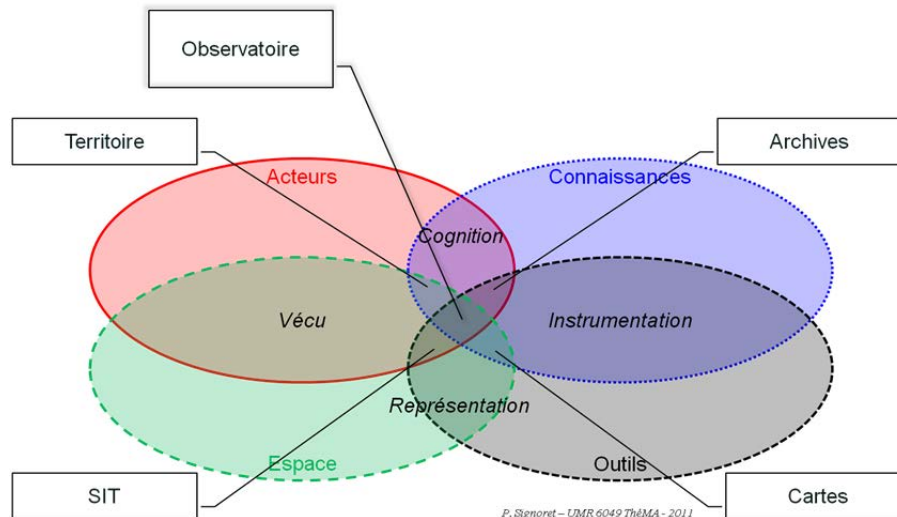 Observatoire
Territoire
Archives
Acteurs
Connaissances
Cognition
Vécu
Instrumentation
Représentation
Espace
Outils
SIT
Cartes
P. Signoret – UMR 6049 ThéMA - 2011